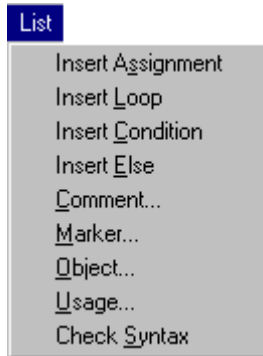 List
Insert Assignment
Insert Loop
Insert Condition
Insert Else
Comment...
Marker...
Object...
Usage...
Check Syntax